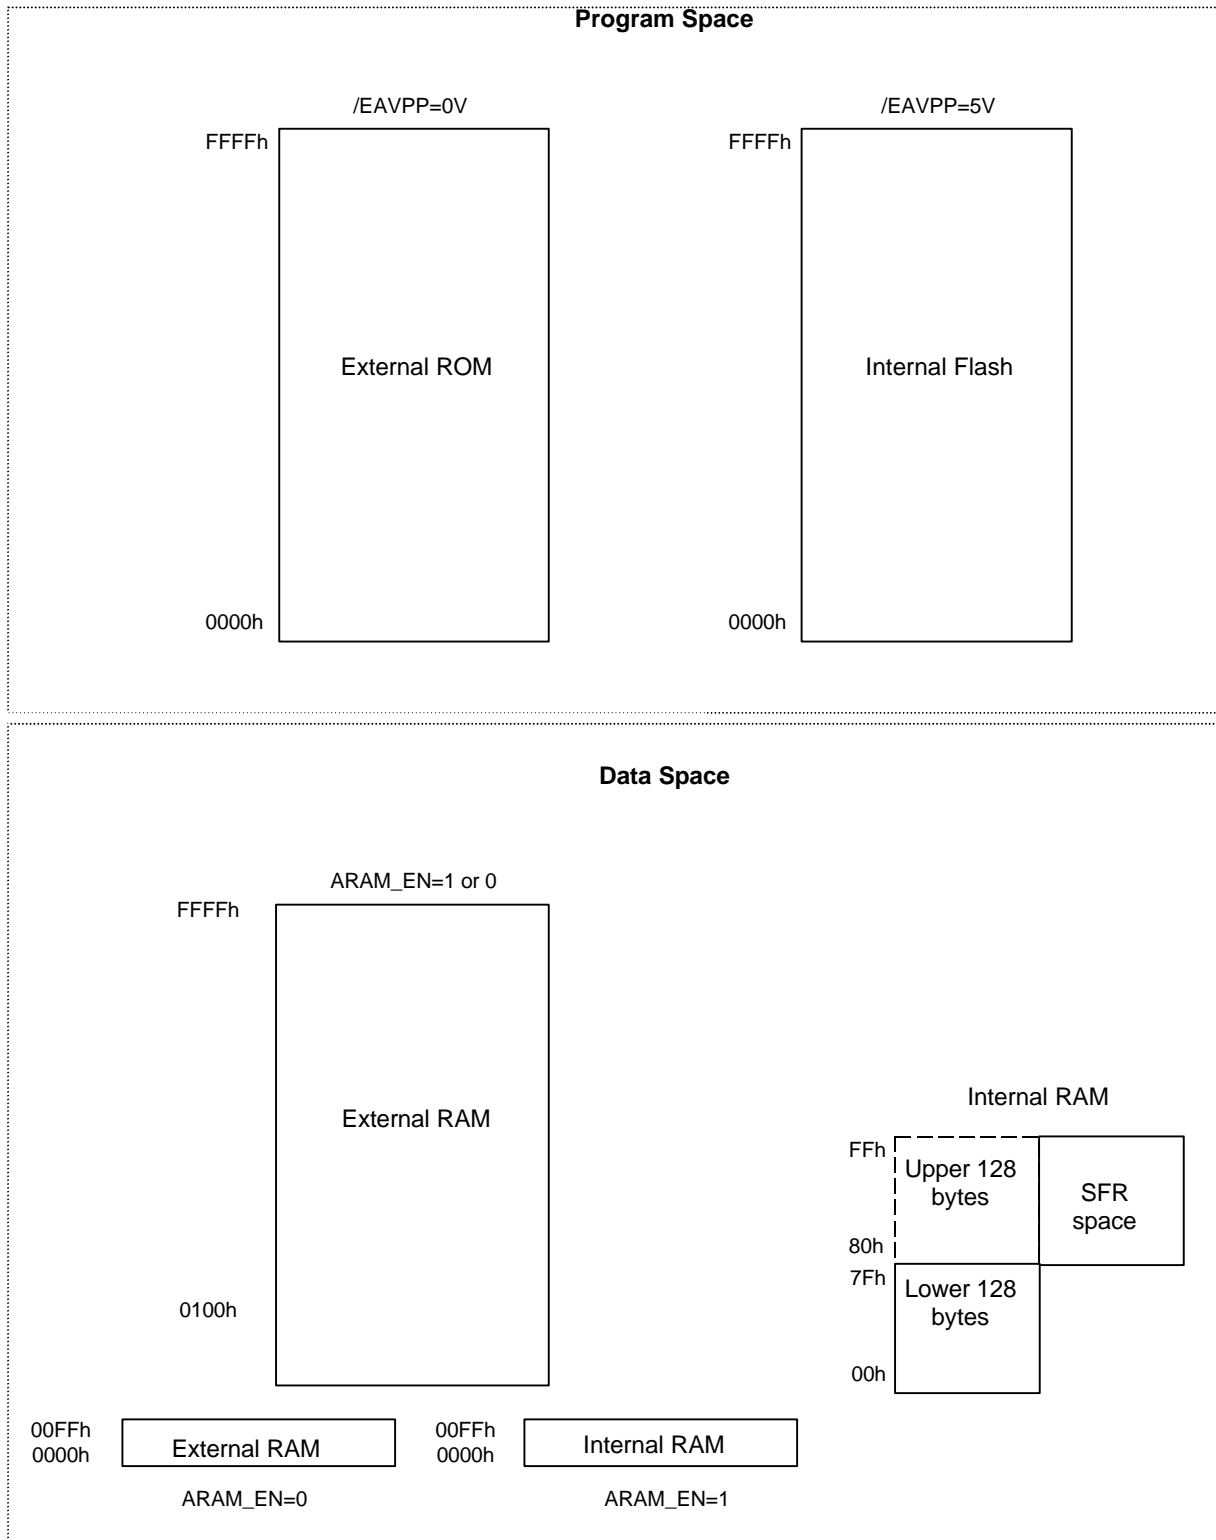 Program Space
/EAVPP=0V
/EAVPP=5V
FFFFh
FFFFh
External ROM
Internal Flash
0000h
0000h
Data Space
ARAM_EN=1 or 0
FFFFh
External RAM
0100h
Internal RAM
FFh
Upper 128
bytes
SFR
space
80h
7Fh
Lower 128
bytes
00h
00FFh
0000h
External RAM
ARAM_EN=0
00FFh
0000h
Internal RAM
ARAM_EN=1